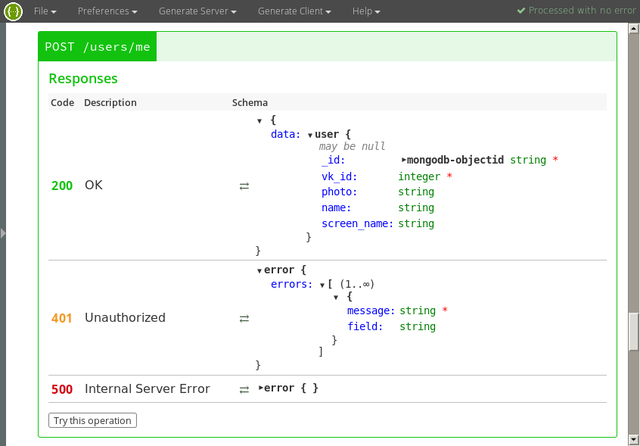 File ▾ Preferences ▾ Generate Server ▾ Generate Client ▾ Help ▾ ✔ Processed with no error
POST /users/me
Responses
Code Description Schema
▼ {
data: ▼user {
may be null
_id: ►mongodb-objectid string *
vk_id: integer *
photo: string
name: string
screen_name: string
}
}
200 OK ⇄
▼error {
errors: ▼[ (1..∞)
▼ {
message: string *
field: string
}
]
}
401 Unauthorized ⇄
500 Internal Server Error ⇄ ►error { }
Try this operation